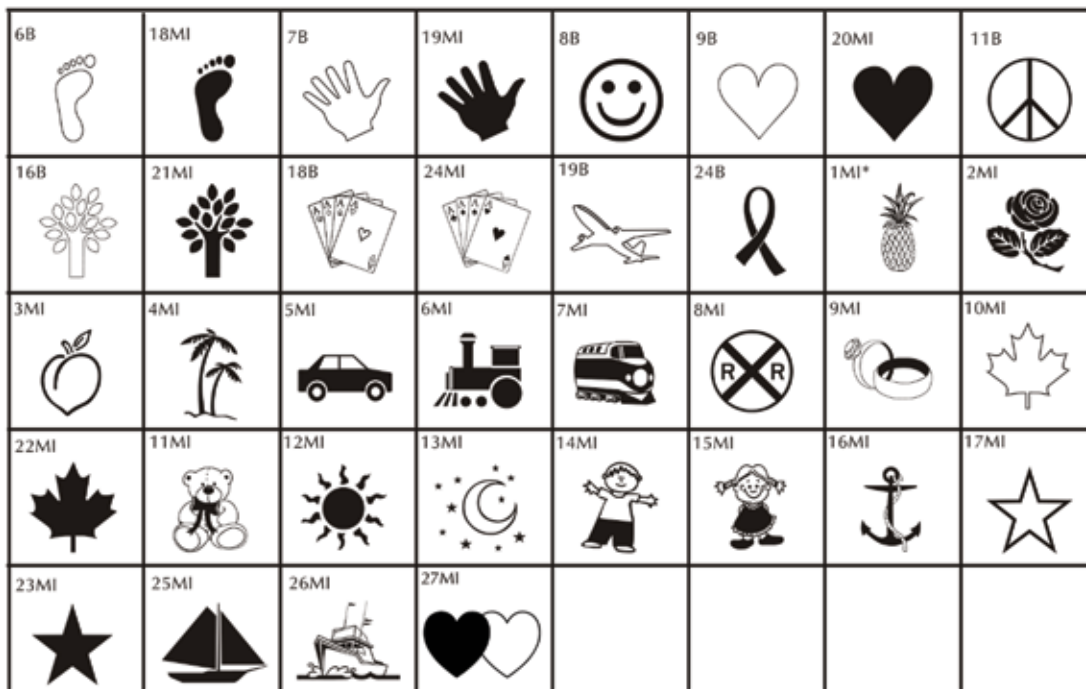 6B 18MI 7B 19MI 8B 9B 20MI 11B
16B 21MI 18B 24MI 19B 24B 1MI* 2MI
A A A A A A A A
3MI 4MI 5MI 6MI 7MI 8MI 9MI 10MI
R R
22MI 11MI 12MI 13MI 14MI 15MI 16MI 17MI
23MI 25MI 26MI 27MI